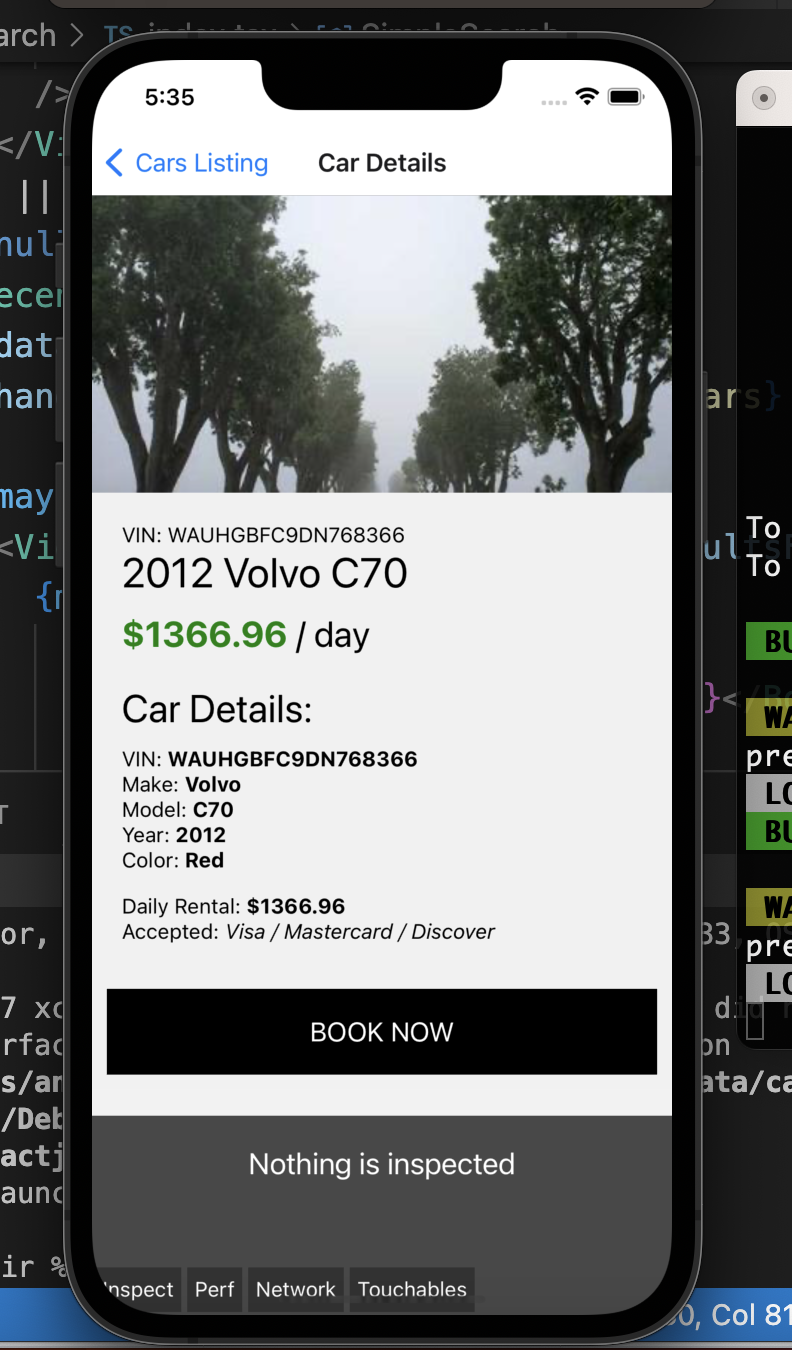 arch > TS index.tsx > SimpleSearch
/>
</Vi
||
nul
ecen
dat
han
ars}
may
<Vi
ults
{m
}</
T
or,
33,
7 xc
did
rfac
on
s/an
ata/ca
/Deb
actj
aunc
ir %
30, Col 81
5:35
Cars Listing
Car Details
VIN: WAUHGBFC9DN768366
2012 Volvo C70
$1366.96 / day
Car Details:
VIN: WAUHGBFC9DN768366
Make: Volvo
Model: C70
Year: 2012
Color: Red
Daily Rental: $1366.96
Accepted: Visa / Mastercard / Discover
BOOK NOW
Nothing is inspected
Inspect Perf Network Touchables
To
To
BU
WA
pre
LO
BU
WA
pre
LO